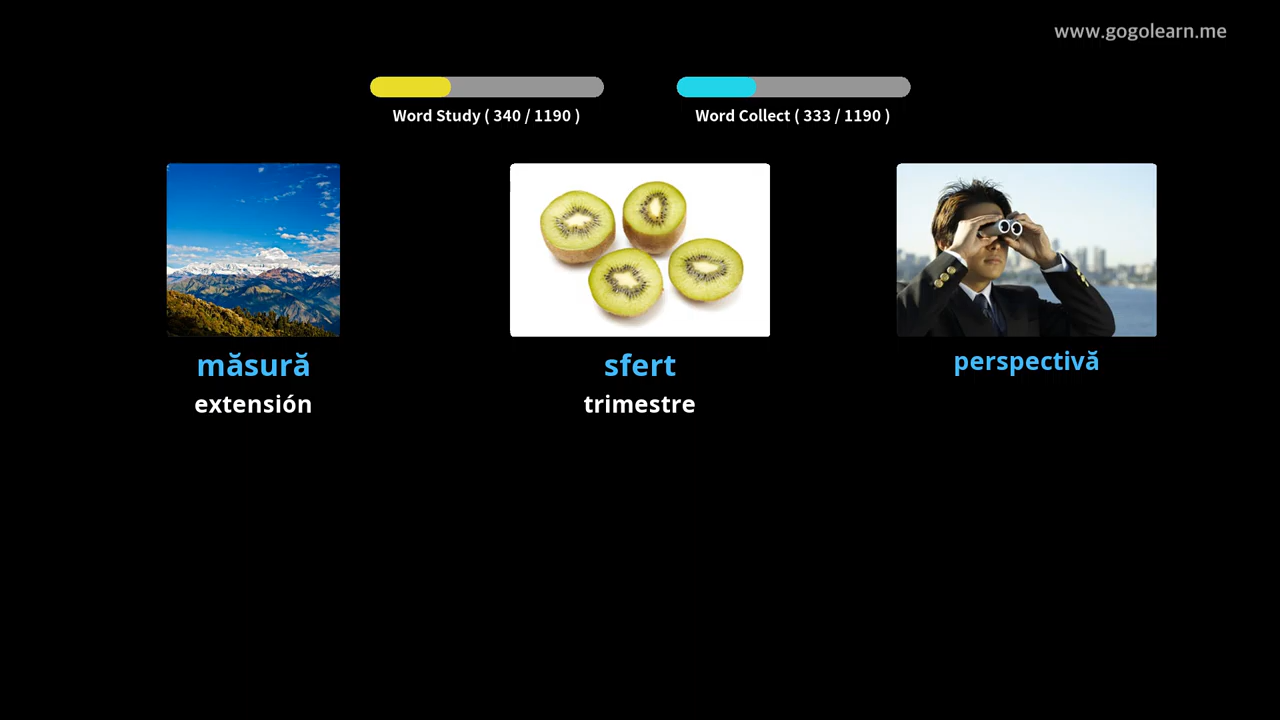 www.gogolearn.me
Word Study ( 340 / 1190 )
Word Collect ( 333 / 1190 )
măsură
extensión
sfert
trimestre
perspectivă